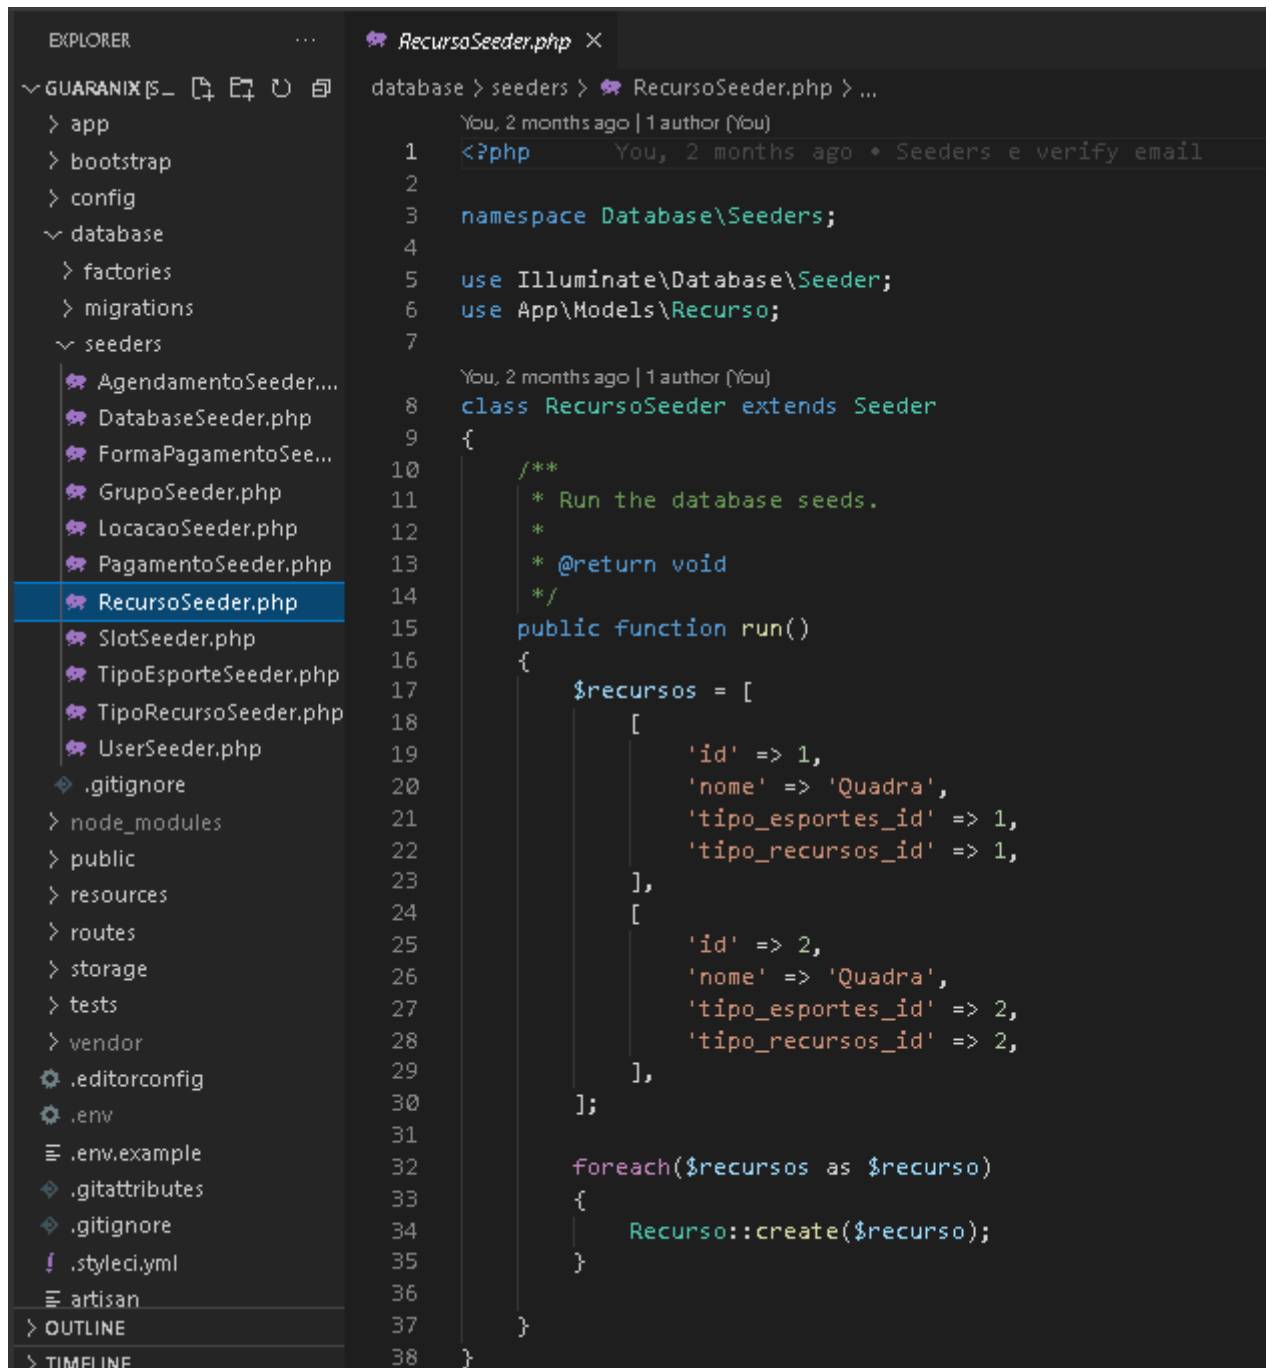 EXPLORER
GUARANIX [S...
app
bootstrap
config
database
factories
migrations
seeders
AgendamentoSeeder....
DatabaseSeeder.php
FormaPagamentoSee...
GrupoSeeder.php
LocacaoSeeder.php
PagamentoSeeder.php
RecursoSeeder.php
SlotSeeder.php
TipoEsporteSeeder.php
TipoRecursoSeeder.php
UserSeeder.php
.gitignore
node_modules
public
resources
routes
storage
tests
vendor
.editorconfig
.env
.env.example
.gitattributes
.gitignore
.styleci.yml
artisan
OUTLINE
TIMELINE
RecursoSeeder.php ×
database > seeders > RecursoSeeder.php > ...
You, 2 months ago | 1 author (You)
1 <?php You, 2 months ago • Seeders e verify email
2
3 namespace Database\Seeders;
4
5 use Illuminate\Database\Seeder;
6 use App\Models\Recurso;
7
You, 2 months ago | 1 author (You)
8 class RecursoSeeder extends Seeder
9 {
10 /**
11 * Run the database seeds.
12 *
13 * @return void
14 */
15 public function run()
16 {
17 $recursos = [
18 [
19 'id' => 1,
20 'nome' => 'Quadra',
21 'tipo_esportes_id' => 1,
22 'tipo_recursos_id' => 1,
23 ],
24 [
25 'id' => 2,
26 'nome' => 'Quadra',
27 'tipo_esportes_id' => 2,
28 'tipo_recursos_id' => 2,
29 ],
30 ];
31
32 foreach($recursos as $recurso)
33 {
34 Recurso::create($recurso);
35 }
36
37 }
38 }